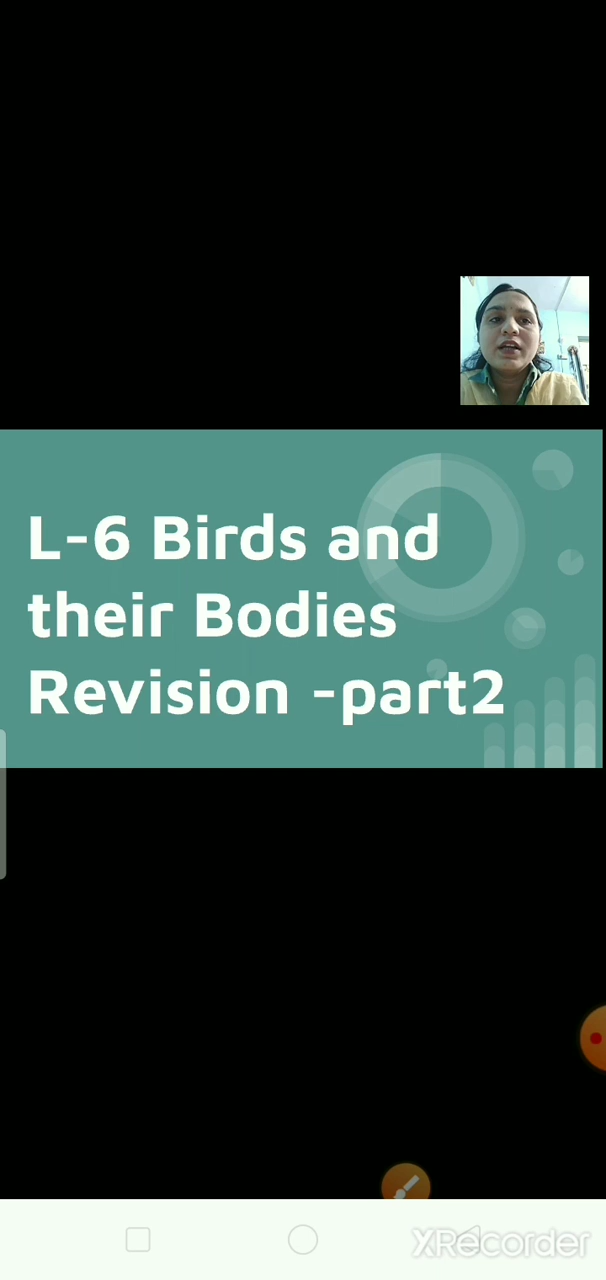 L-6 Birds and
their Bodies
Revision -part2
XRecorder